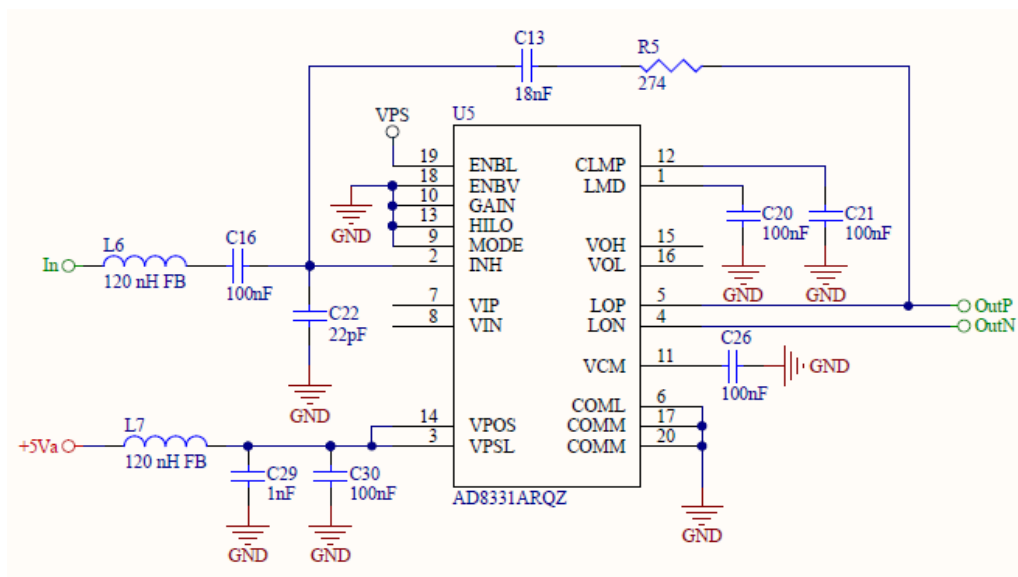 C13
18nF
R5
274
VPS
U5
19 ENBL
18 ENBV
10 GAIN
13 HILO
9 MODE
2 INH
7 VIP
8 VIN
14 VPOS
3 VPSL
CLMP 12
LMD 1
VOH 15
VOL 16
LOP 5
LON 4
VCM 11
COML 6
COMM 17
COMM 20
AD8331ARQZ
GND
In
L6
120 nH FB
C16
100nF
C22
22pF
GND
C20
100nF
GND
C21
100nF
GND
OutP
OutN
C26
100nF
GND
+5Va
L7
120 nH FB
C29
1nF
GND
C30
100nF
GND
GND